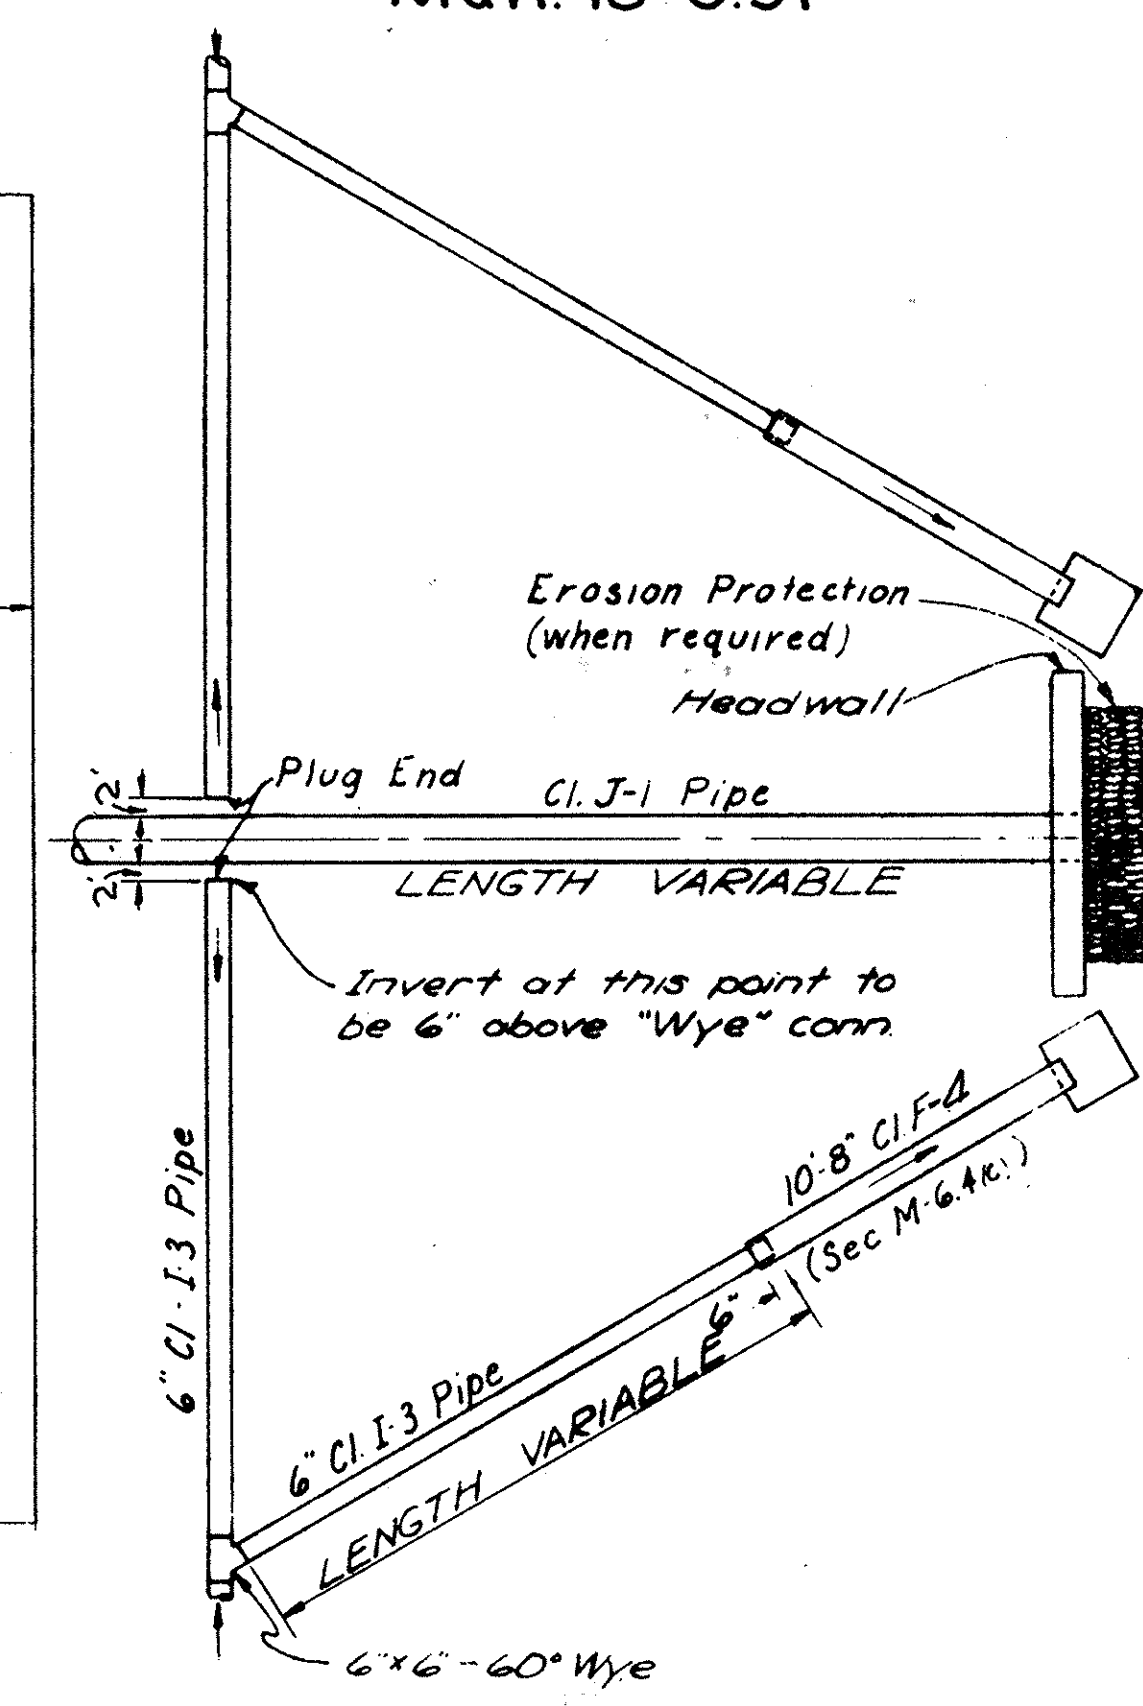 Erosion Protection
(when required)
Headwall
2'
Plug End
Cl. J-1 Pipe
2'
LENGTH VARIABLE
Invert at this point to
be 6" above "Wye" conn.
10'-8" Cl. F-4
(Sec M-6.4(c))
6" Cl. I-3 Pipe
6"
6" Cl. I-3 Pipe
LENGTH VARIABLE
6"x6"-60° Wye